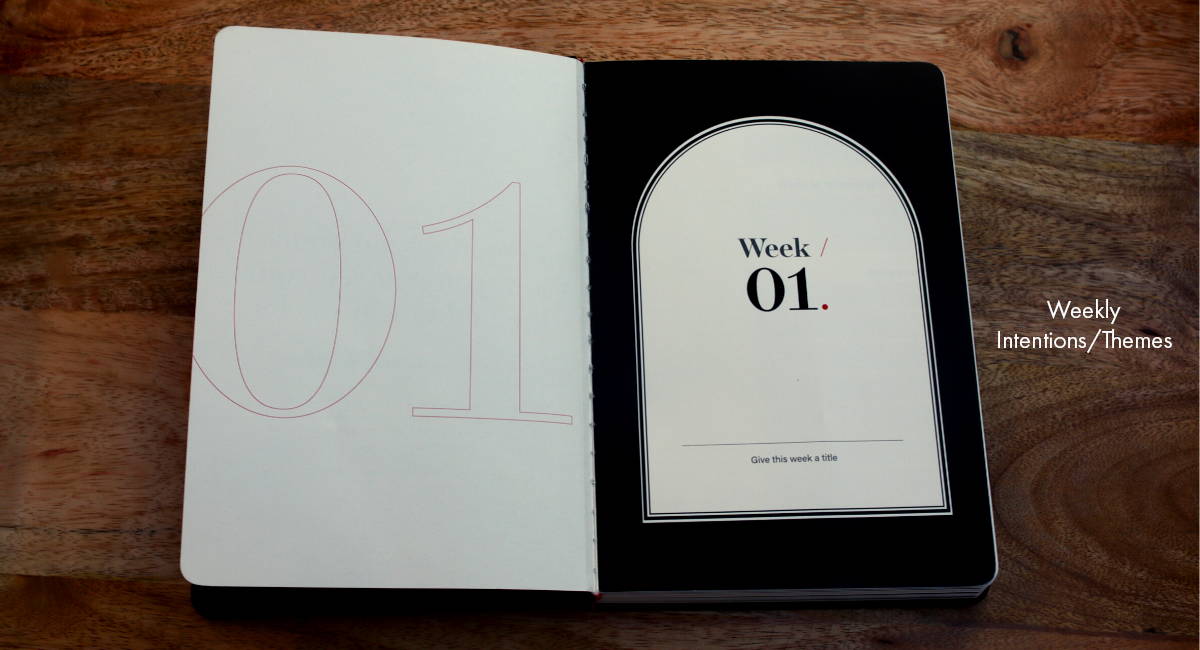 01
Week /
01.
Give this week a title
Weekly
Intentions/Themes